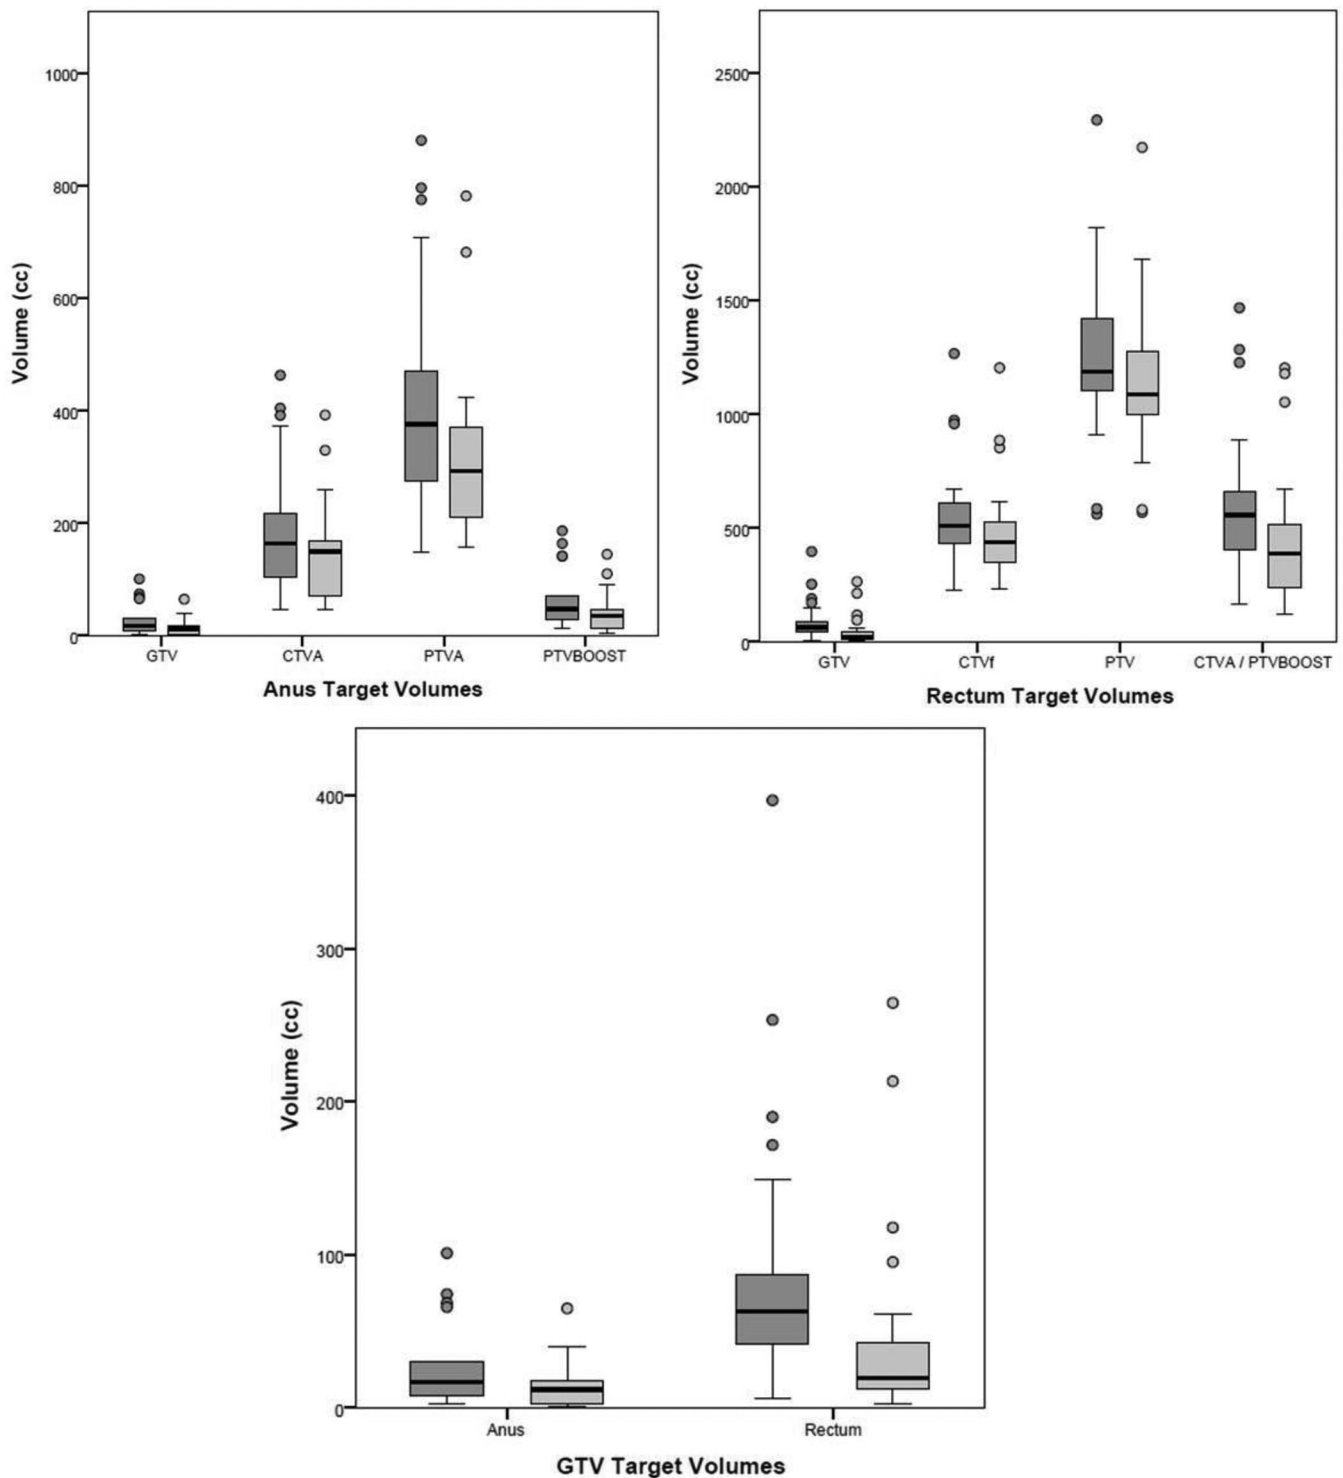 1000
800
600
400
200
0
Volume (cc)
GTV CTVA PTVA PTVBOOST
Anus Target Volumes
2500
2000
1500
1000
500
0
Volume (cc)
GTV CTVf PTV CTVA / PTVBOOST
Rectum Target Volumes
400
300
200
100
0
Volume (cc)
Anus Rectum
GTV Target Volumes